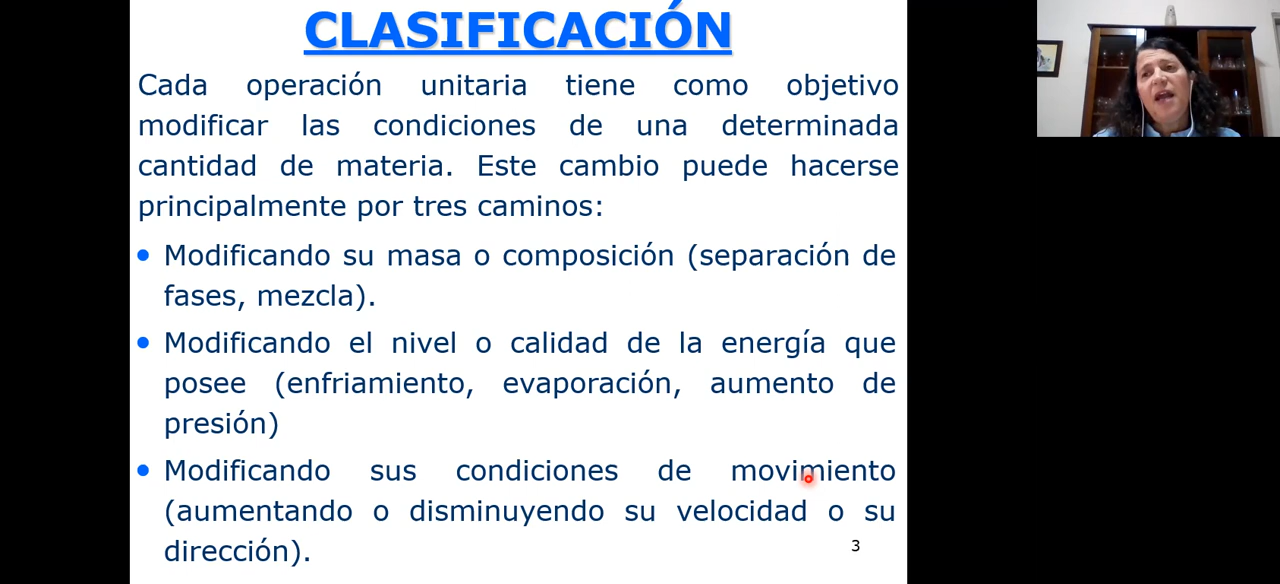 CLASIFICACIÓN
Cada operación unitaria tiene como objetivo
modificar las condiciones de una determinada
cantidad de materia. Este cambio puede hacerse
principalmente por tres caminos:
• Modificando su masa o composición (separación de
fases, mezcla).
• Modificando el nivel o calidad de la energía que
posee (enfriamiento, evaporación, aumento de
presión)
• Modificando sus condiciones de movimiento
(aumentando o disminuyendo su velocidad o su
dirección).
3